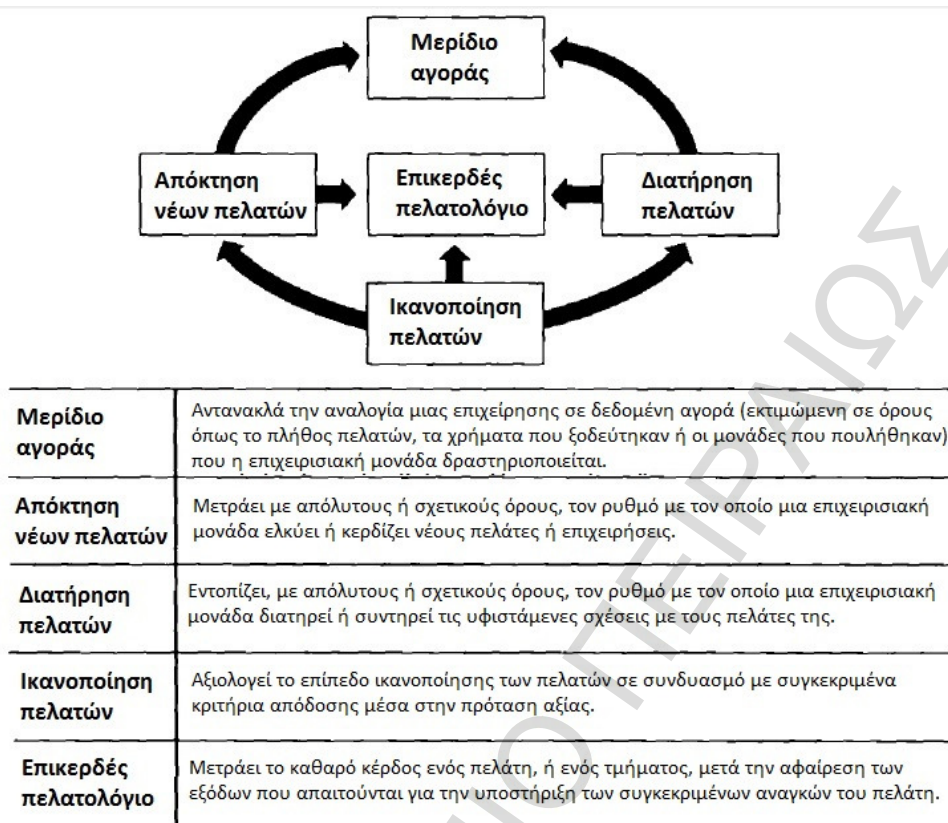 Μερίδιο
αγοράς
Απόκτηση
νέων πελατών
Επικερδές
πελατολόγιο
Διατήρηση
πελατών
Ικανοποίηση
πελατών
Μερίδιο
αγοράς
Αντανακλά την αναλογία μιας επιχείρησης σε δεδομένη αγορά (εκτιμώμενη σε όρους
όπως το πλήθος πελατών, τα χρήματα που ξοδεύτηκαν ή οι μονάδες που πουλήθηκαν)
που η επιχειρισιακή μονάδα δραστηριοποιείται.
Απόκτηση
νέων πελατών
Μετράει με απόλυτους ή σχετικούς όρους, τον ρυθμό με τον οποίο μια επιχειρισιακή
μονάδα ελκύει ή κερδίζει νέους πελάτες ή επιχειρήσεις.
Διατήρηση
πελατών
Εντοπίζει, με απόλυτους ή σχετικούς όρους, τον ρυθμό με τον οποίο μια επιχειρισιακή
μονάδα διατηρεί ή συντηρεί τις υφιστάμενες σχέσεις με τους πελάτες της.
Ικανοποίηση
πελατών
Αξιολογεί το επίπεδο ικανοποίησης των πελατών σε συνδυασμό με συγκεκριμένα
κριτήρια απόδοσης μέσα στην πρόταση αξίας.
Επικερδές
πελατολόγιο
Μετράει το καθαρό κέρδος ενός πελάτη, ή ενός τμήματος, μετά την αφαίρεση των
εξόδων που απαιτούνται για την υποστήριξη των συγκεκριμένων αναγκών του πελάτη.
ΠΕΙΡΑΙΩΣ